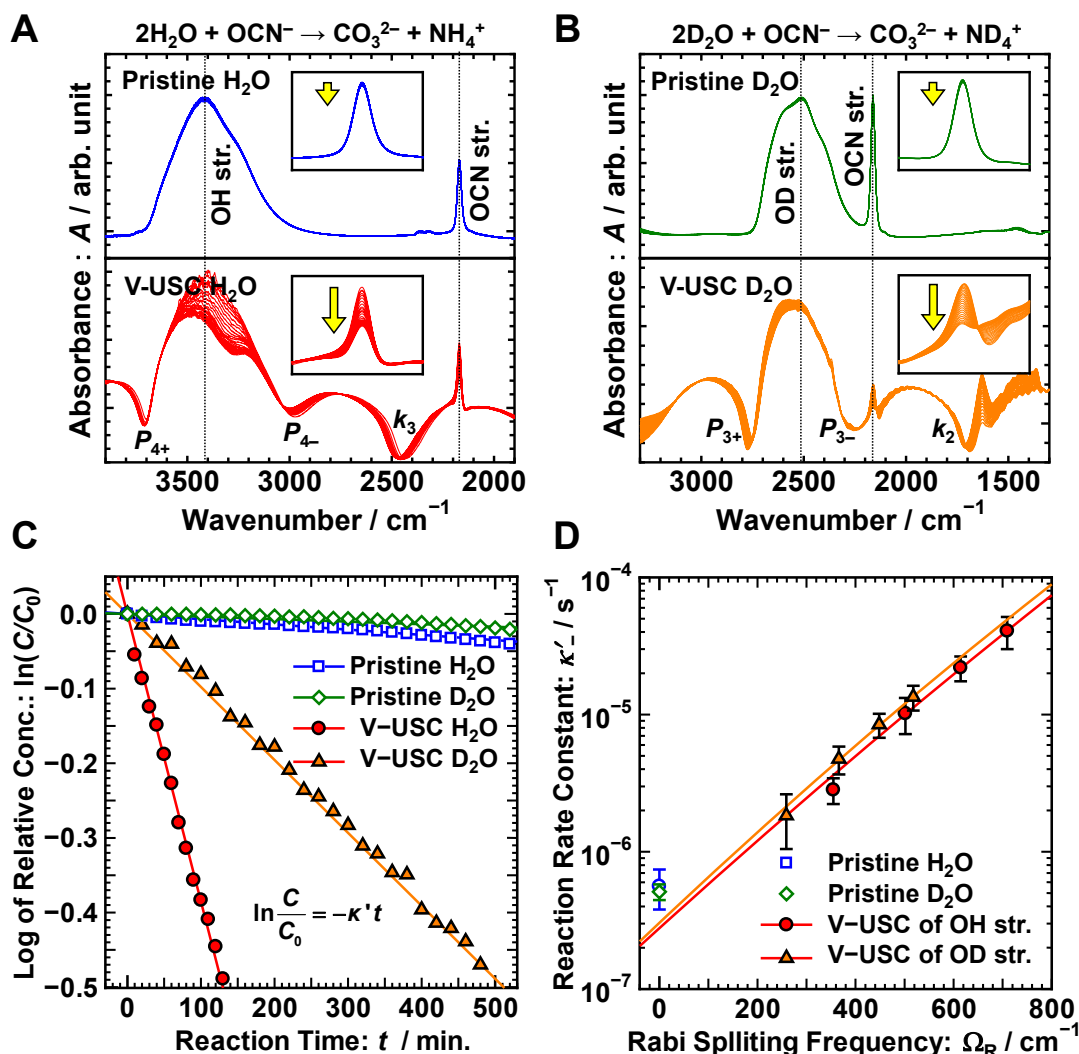 A
2H₂O + OCN⁻ → CO₃²⁻ + NH₄⁺
Pristine H₂O
OH str.
OCN str.
V-USC H₂O
P₄₊
P₄₋
k₃
3500 3000 2500 2000
Wavenumber / cm⁻¹
Absorbance : A / arb. unit
B
2D₂O + OCN⁻ → CO₃²⁻ + ND₄⁺
Pristine D₂O
OD str.
OCN str.
V-USC D₂O
P₃₊
P₃₋
k₂
3000 2500 2000 1500
Wavenumber / cm⁻¹
Absorbance : A / arb. unit
C
Log of Relative Conc.: ln(C/C₀)
0.0
−0.1
−0.2
−0.3
−0.4
−0.5
Pristine H₂O
Pristine D₂O
V−USC H₂O
V−USC D₂O
ln C/C₀ = −κ't
0 100 200 300 400 500
Reaction Time: t / min.
D
Reaction Rate Constant: κ′₋ / s⁻¹
10⁻⁴
10⁻⁵
10⁻⁶
10⁻⁷
Pristine H₂O
Pristine D₂O
V−USC of OH str.
V−USC of OD str.
0 200 400 600 800
Rabi Splliting Frequency: Ω_R / cm⁻¹